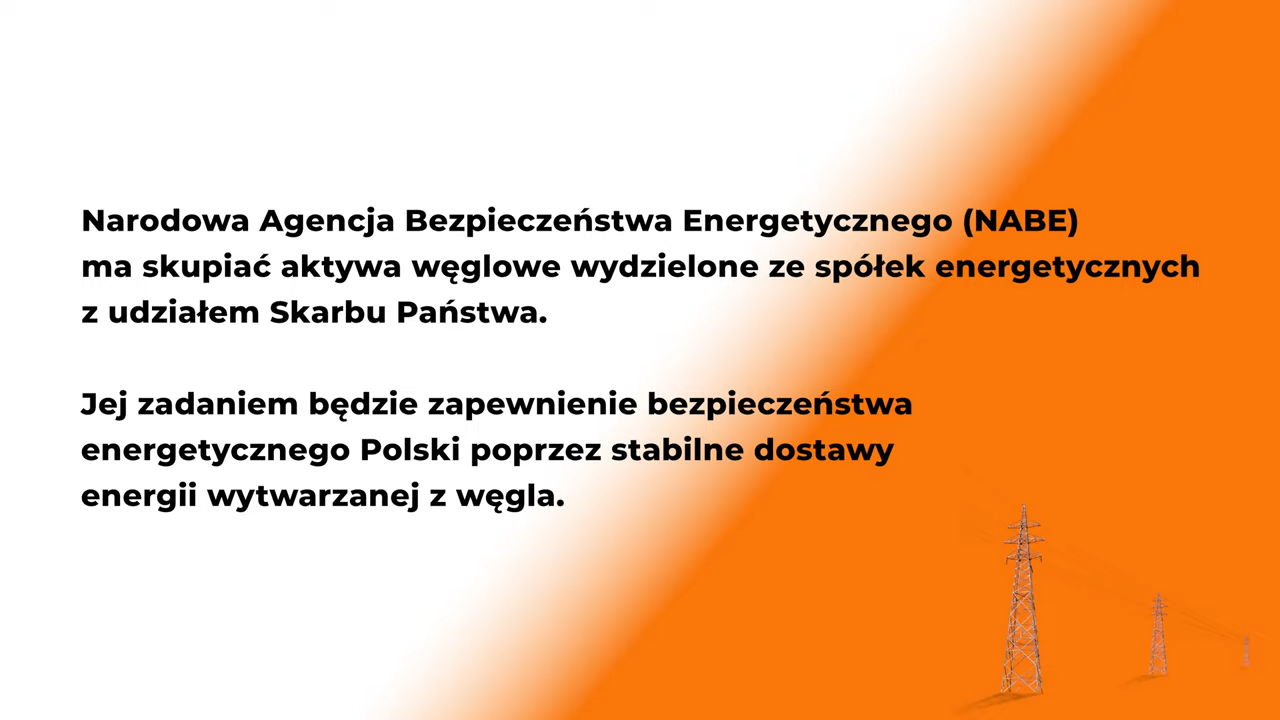 Narodowa Agencja Bezpieczeństwa Energetycznego (NABE)
ma skupiać aktywa węglowe wydzielone ze spółek energetycznych
z udziałem Skarbu Państwa.
Jej zadaniem będzie zapewnienie bezpieczeństwa
energetycznego Polski poprzez stabilne dostawy
energii wytwarzanej z węgla.